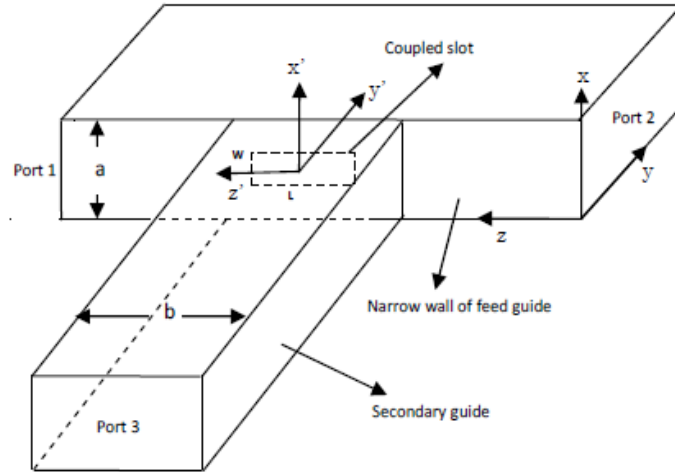 Coupled slot
x'
y'
x
Port 2
W
Port 1
a
z'
L
y
z
b
Narrow wall of feed guide
Secondary guide
Port 3